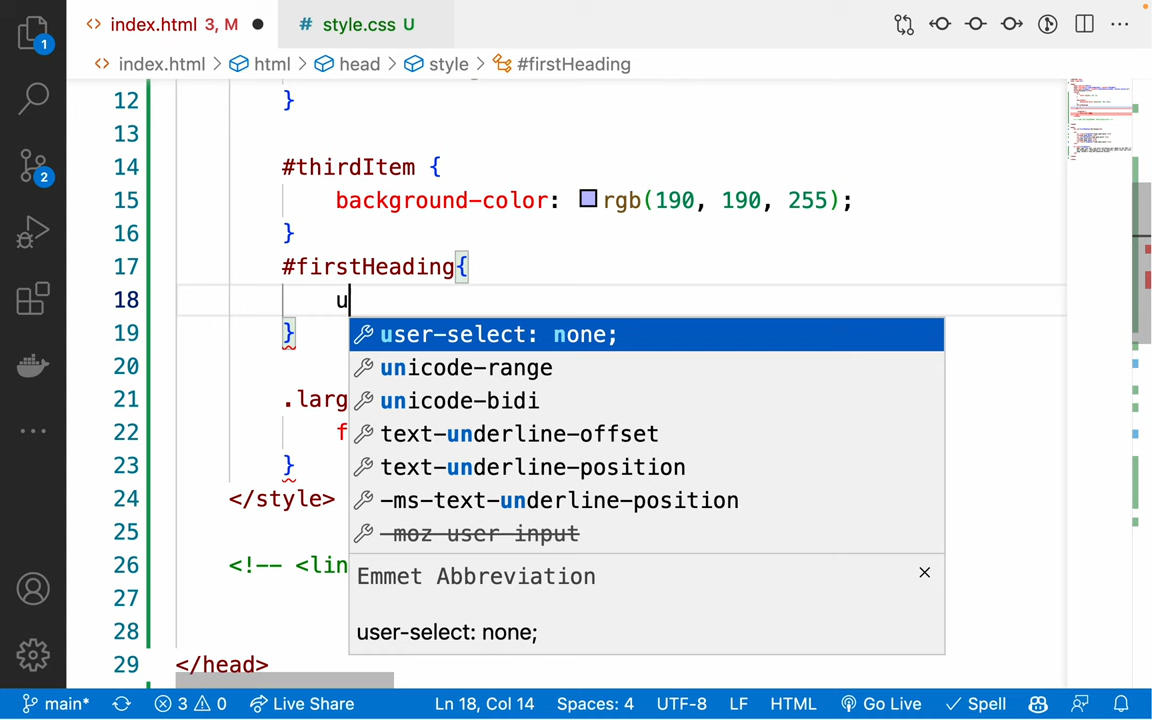 index.html 3, M
# style.css U
index.html > html > head > style > #firstHeading
12 }
13
14 #thirdItem {
15 background-color: rgb(190, 190, 255);
16 }
17 #firstHeading{
18 u
19 }
20
21 .larg
22 f
23 }
24 </style>
25
26 <!-- <lin
27
28
29 </head>
user-select: none;
unicode-range
unicode-bidi
text-underline-offset
text-underline-position
-ms-text-underline-position
-moz-user-input
Emmet Abbreviation
user-select: none;
1
2
main* 3 0 Live Share Ln 18, Col 14 Spaces: 4 UTF-8 LF HTML Go Live Spell